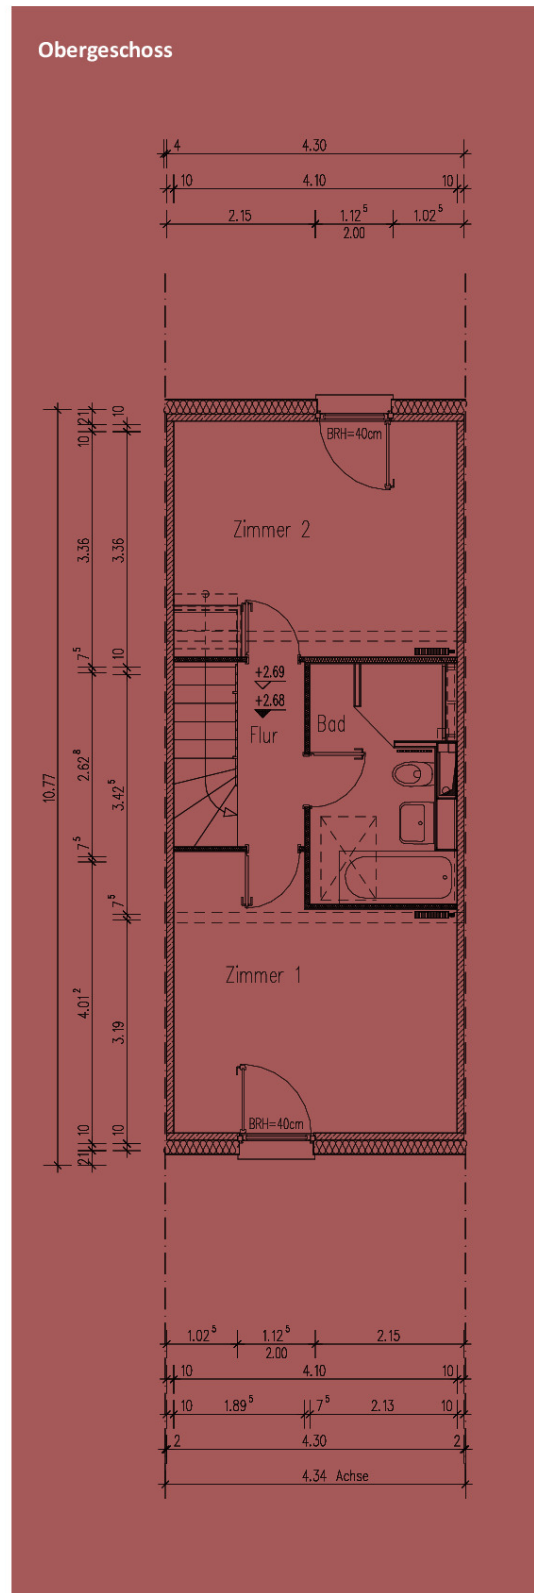 Obergeschoss
4 4.30
10 4.10 10
2.15 1.12⁵ 1.02⁵
2.00
BRH=40cm
Zimmer 2
+2.69
+2.68
Bad
Flur
Zimmer 1
BRH=40cm
10.77
21
10
3.36
7⁵
2.62⁸
7⁵
4.01²
10
21
10
3.36
10
3.42⁵
7⁵
3.19
10
1.02⁵ 1.12⁵ 2.15
2.00
10 4.10 10
10 1.89⁵ 7⁵ 2.13 10
2 4.30 2
4.34 Achse